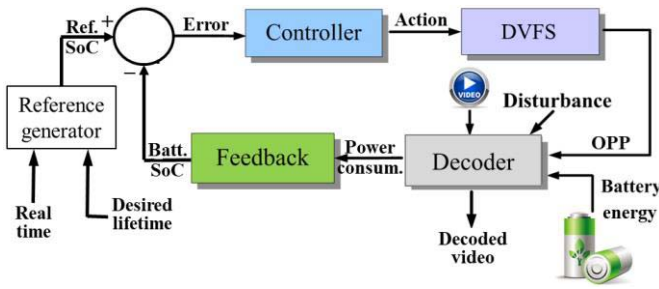 Ref.
SoC
+
Error
Controller
Action
DVFS
−
Reference
generator
VIDEO
Disturbance
Batt.
SoC
Feedback
Power
consum.
Decoder
OPP
Real
time
Desired
lifetime
Decoded
video
Battery
energy